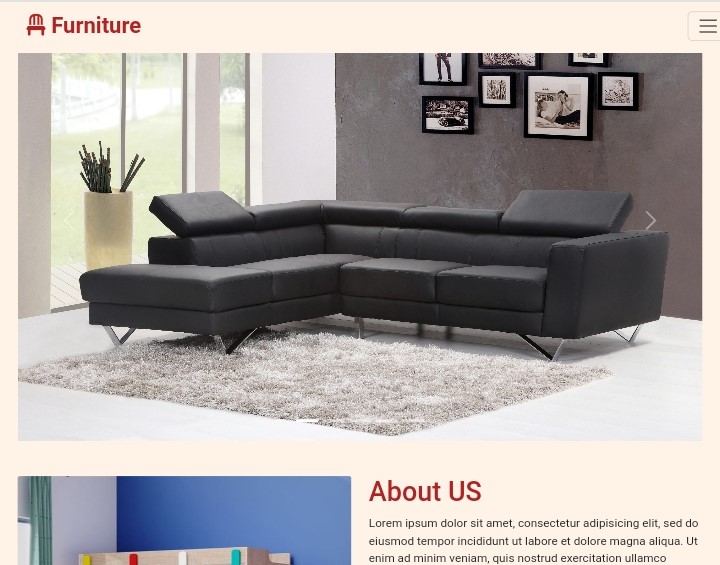 Furniture
About US
Lorem ipsum dolor sit amet, consectetur adipisicing elit, sed do
eiusmod tempor incididunt ut labore et dolore magna aliqua. Ut
enim ad minim veniam, quis nostrud exercitation ullamco